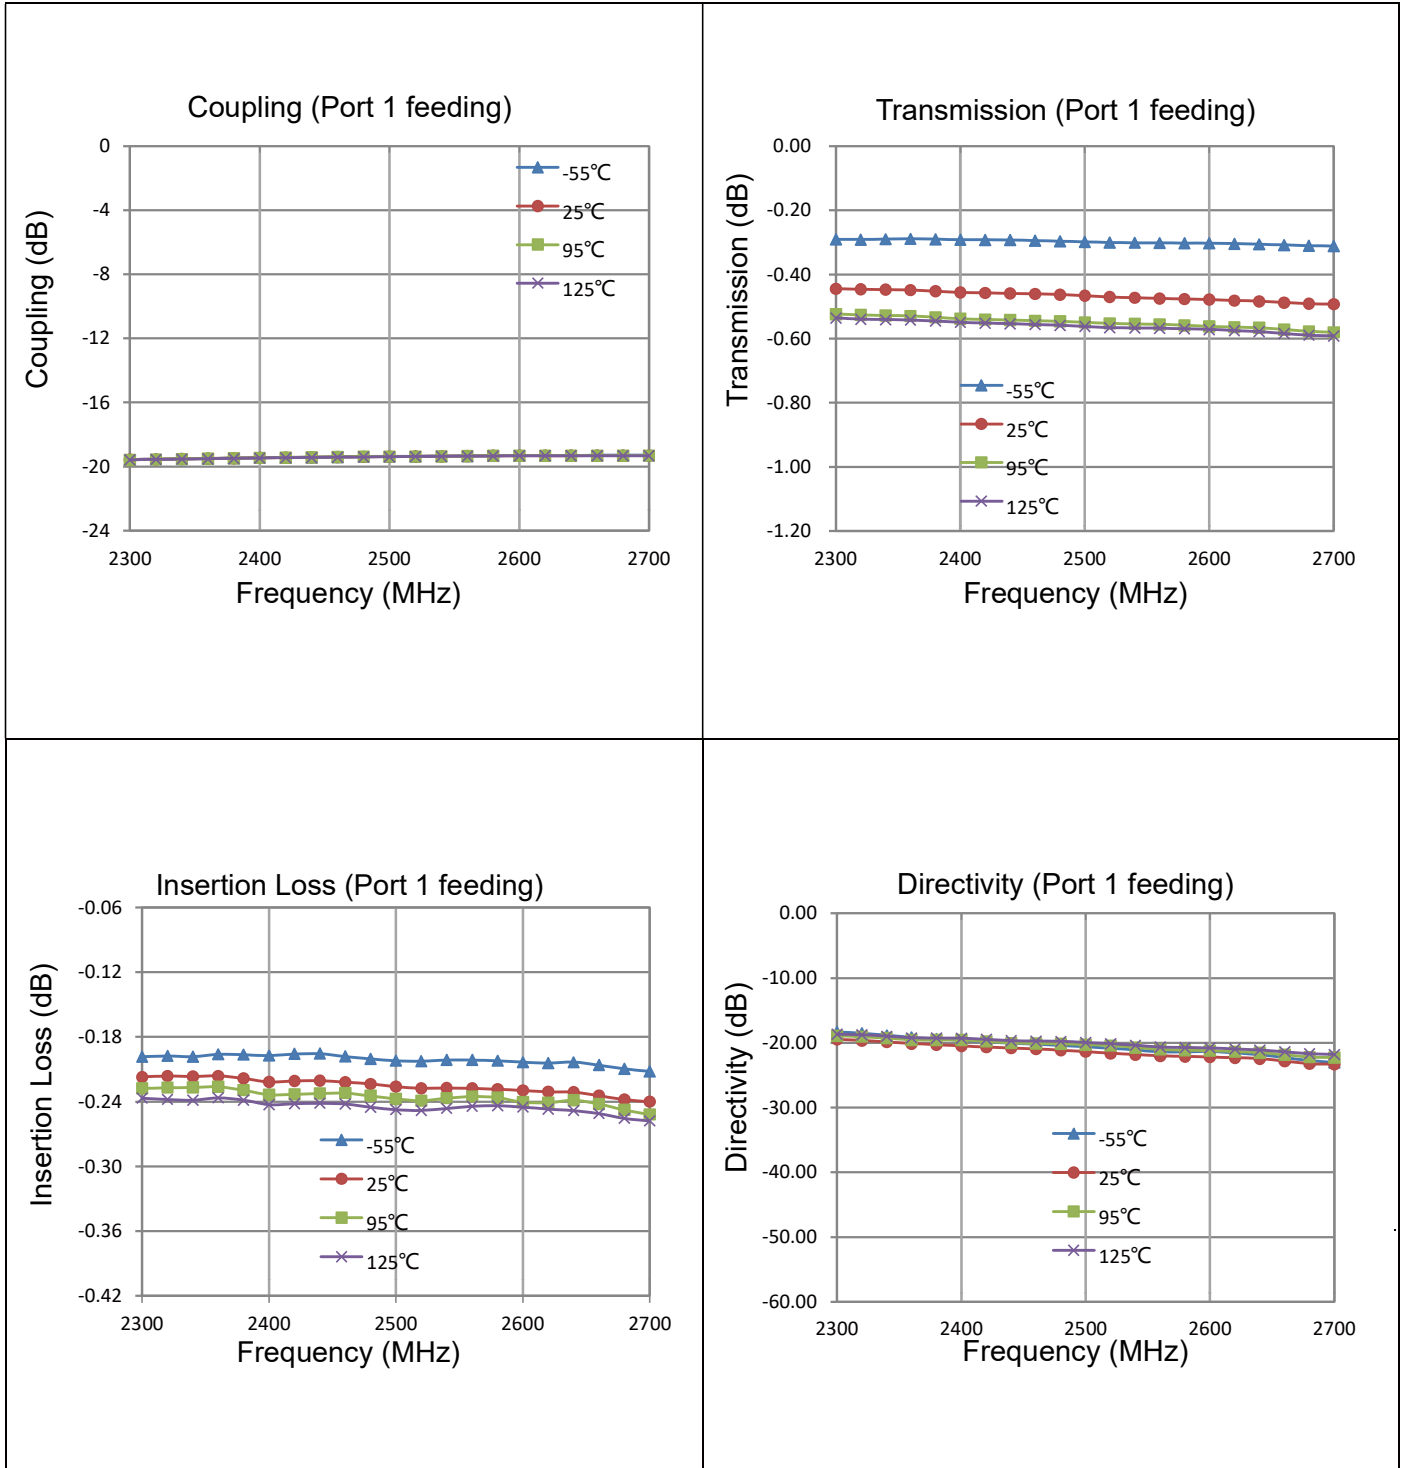 Coupling (Port 1 feeding)
0
-4
-8
-12
-16
-20
-24
Coupling (dB)
-55℃
25℃
95℃
125℃
2300 2400 2500 2600 2700
Frequency (MHz)
Transmission (Port 1 feeding)
0.00
-0.20
-0.40
-0.60
-0.80
-1.00
-1.20
Transmission (dB)
-55℃
25℃
95℃
125℃
2300 2400 2500 2600 2700
Frequency (MHz)
Insertion Loss (Port 1 feeding)
-0.06
-0.12
-0.18
-0.24
-0.30
-0.36
-0.42
Insertion Loss (dB)
-55℃
25℃
95℃
125℃
2300 2400 2500 2600 2700
Frequency (MHz)
Directivity (Port 1 feeding)
0.00
-10.00
-20.00
-30.00
-40.00
-50.00
-60.00
Directivity (dB)
-55℃
25℃
95℃
125℃
2300 2400 2500 2600 2700
Frequency (MHz)